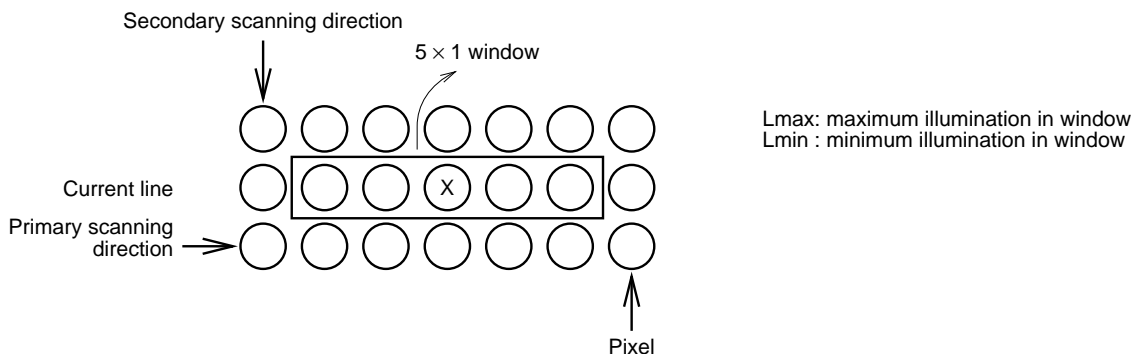 Secondary scanning direction
5 × 1 window
Lmax: maximum illumination in window
Lmin : minimum illumination in window
Current line
X
Primary scanning
direction
Pixel